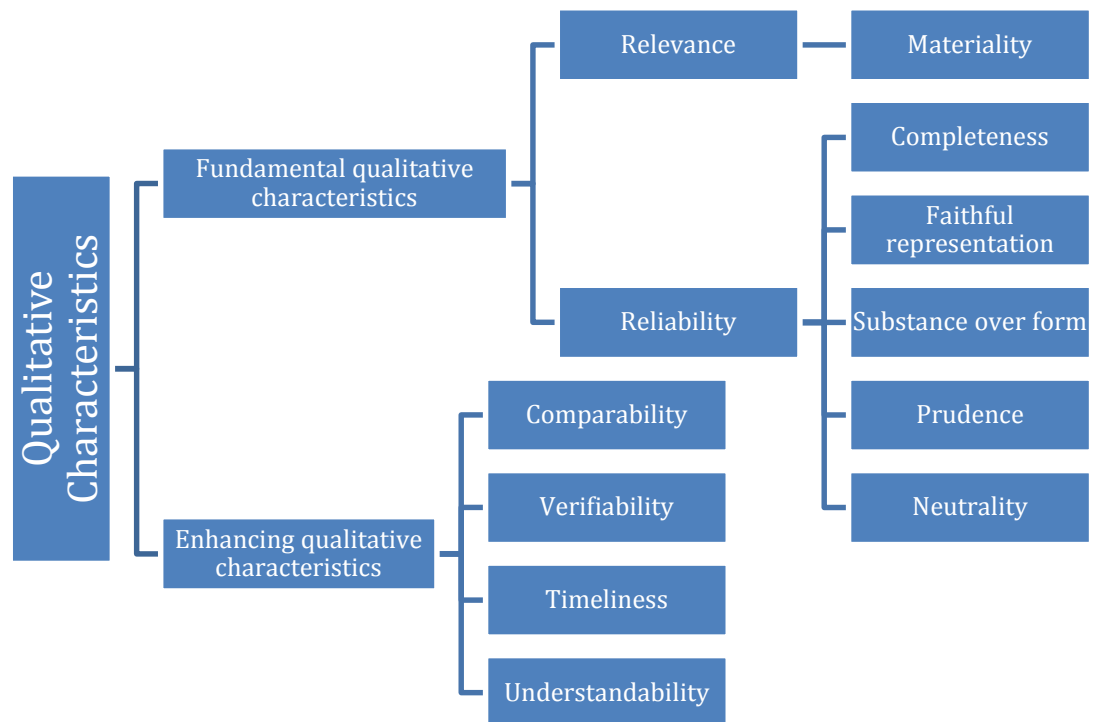 Qualitative
Characteristics
Fundamental qualitative
characteristics
Relevance
Materiality
Reliability
Completeness
Faithful
representation
Substance over form
Prudence
Neutrality
Enhancing qualitative
characteristics
Comparability
Verifiability
Timeliness
Understandability